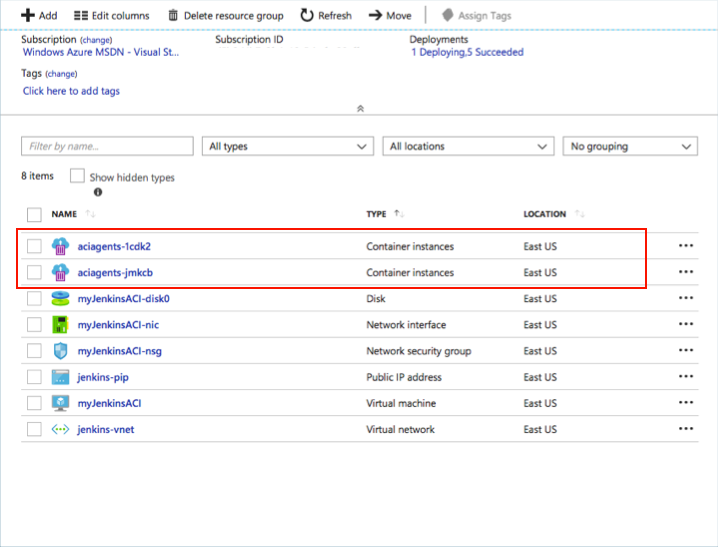 Add Edit columns Delete resource group Refresh Move Assign Tags
Subscription (change) Subscription ID Deployments
Windows Azure MSDN - Visual St... 1 Deploying,5 Succeeded
Tags (change)
Click here to add tags
Filter by name... All types All locations No grouping
8 items Show hidden types
NAME TYPE LOCATION
aciagents-1cdk2 Container instances East US
aciagents-jmkcb Container instances East US
myJenkinsACI-disk0 Disk East US
myJenkinsACI-nic Network interface East US
myJenkinsACI-nsg Network security group East US
jenkins-pip Public IP address East US
myJenkinsACI Virtual machine East US
jenkins-vnet Virtual network East US